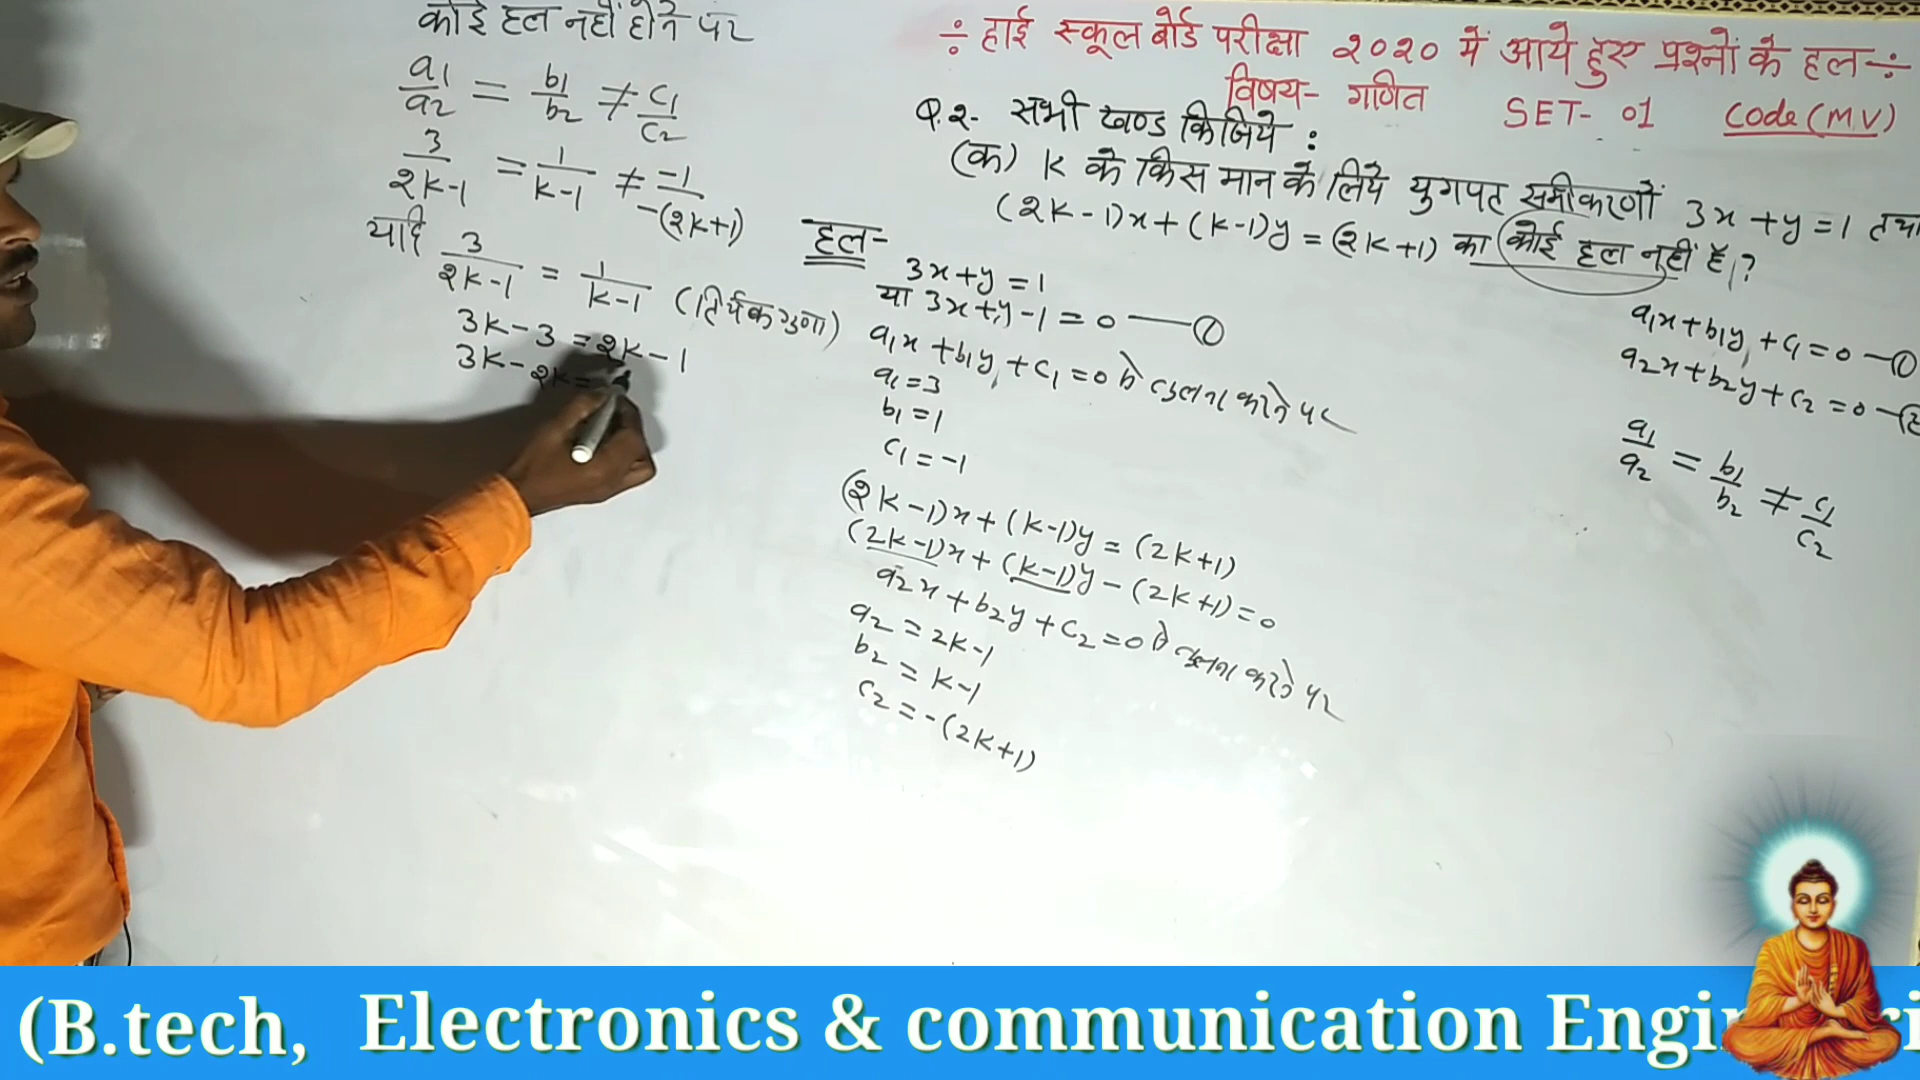 कोई हल नहीं होने पर
a1/a2 = b1/b2 ≠ c1/c2
3/2K-1 = 1/K-1 ≠ -1/-(2K+1)
यदि 3/2K-1 = 1/K-1 (तिर्यक गुणा)
3K-3 = 2K-1
3K-2K=
÷ हाई स्कूल बोर्ड परीक्षा २०२० में आये हुए प्रश्नों के हल ÷
विषय- गणित SET- 01 Code(M.V)
Q.2. सभी खण्ड किजिये :
(क) K के किस मान के लिये युगपट समीकरणों 3x+y=1 तथा
(2K-1)x+(K-1)y=(2K+1) का कोई हल नहीं है?
हल-
3x+y=1
या 3x+y-1=0 — ①
a1x+b1y+c1=0 से तुलना करने पर
a1=3
b1=1
c1=-1
(2K-1)x+(K-1)y=(2K+1)
(2K-1)x+(K-1)y-(2K+1)=0
a2x+b2y+c2=0 से तुलना करने पर
a2=2K-1
b2=K-1
c2=-(2K+1)
a1x+b1y+c1=0 — ①
a2x+b2y+c2=0 —
a1/a2 = b1/b2 ≠ c1/c2
(B.tech, Electronics & communication Engi